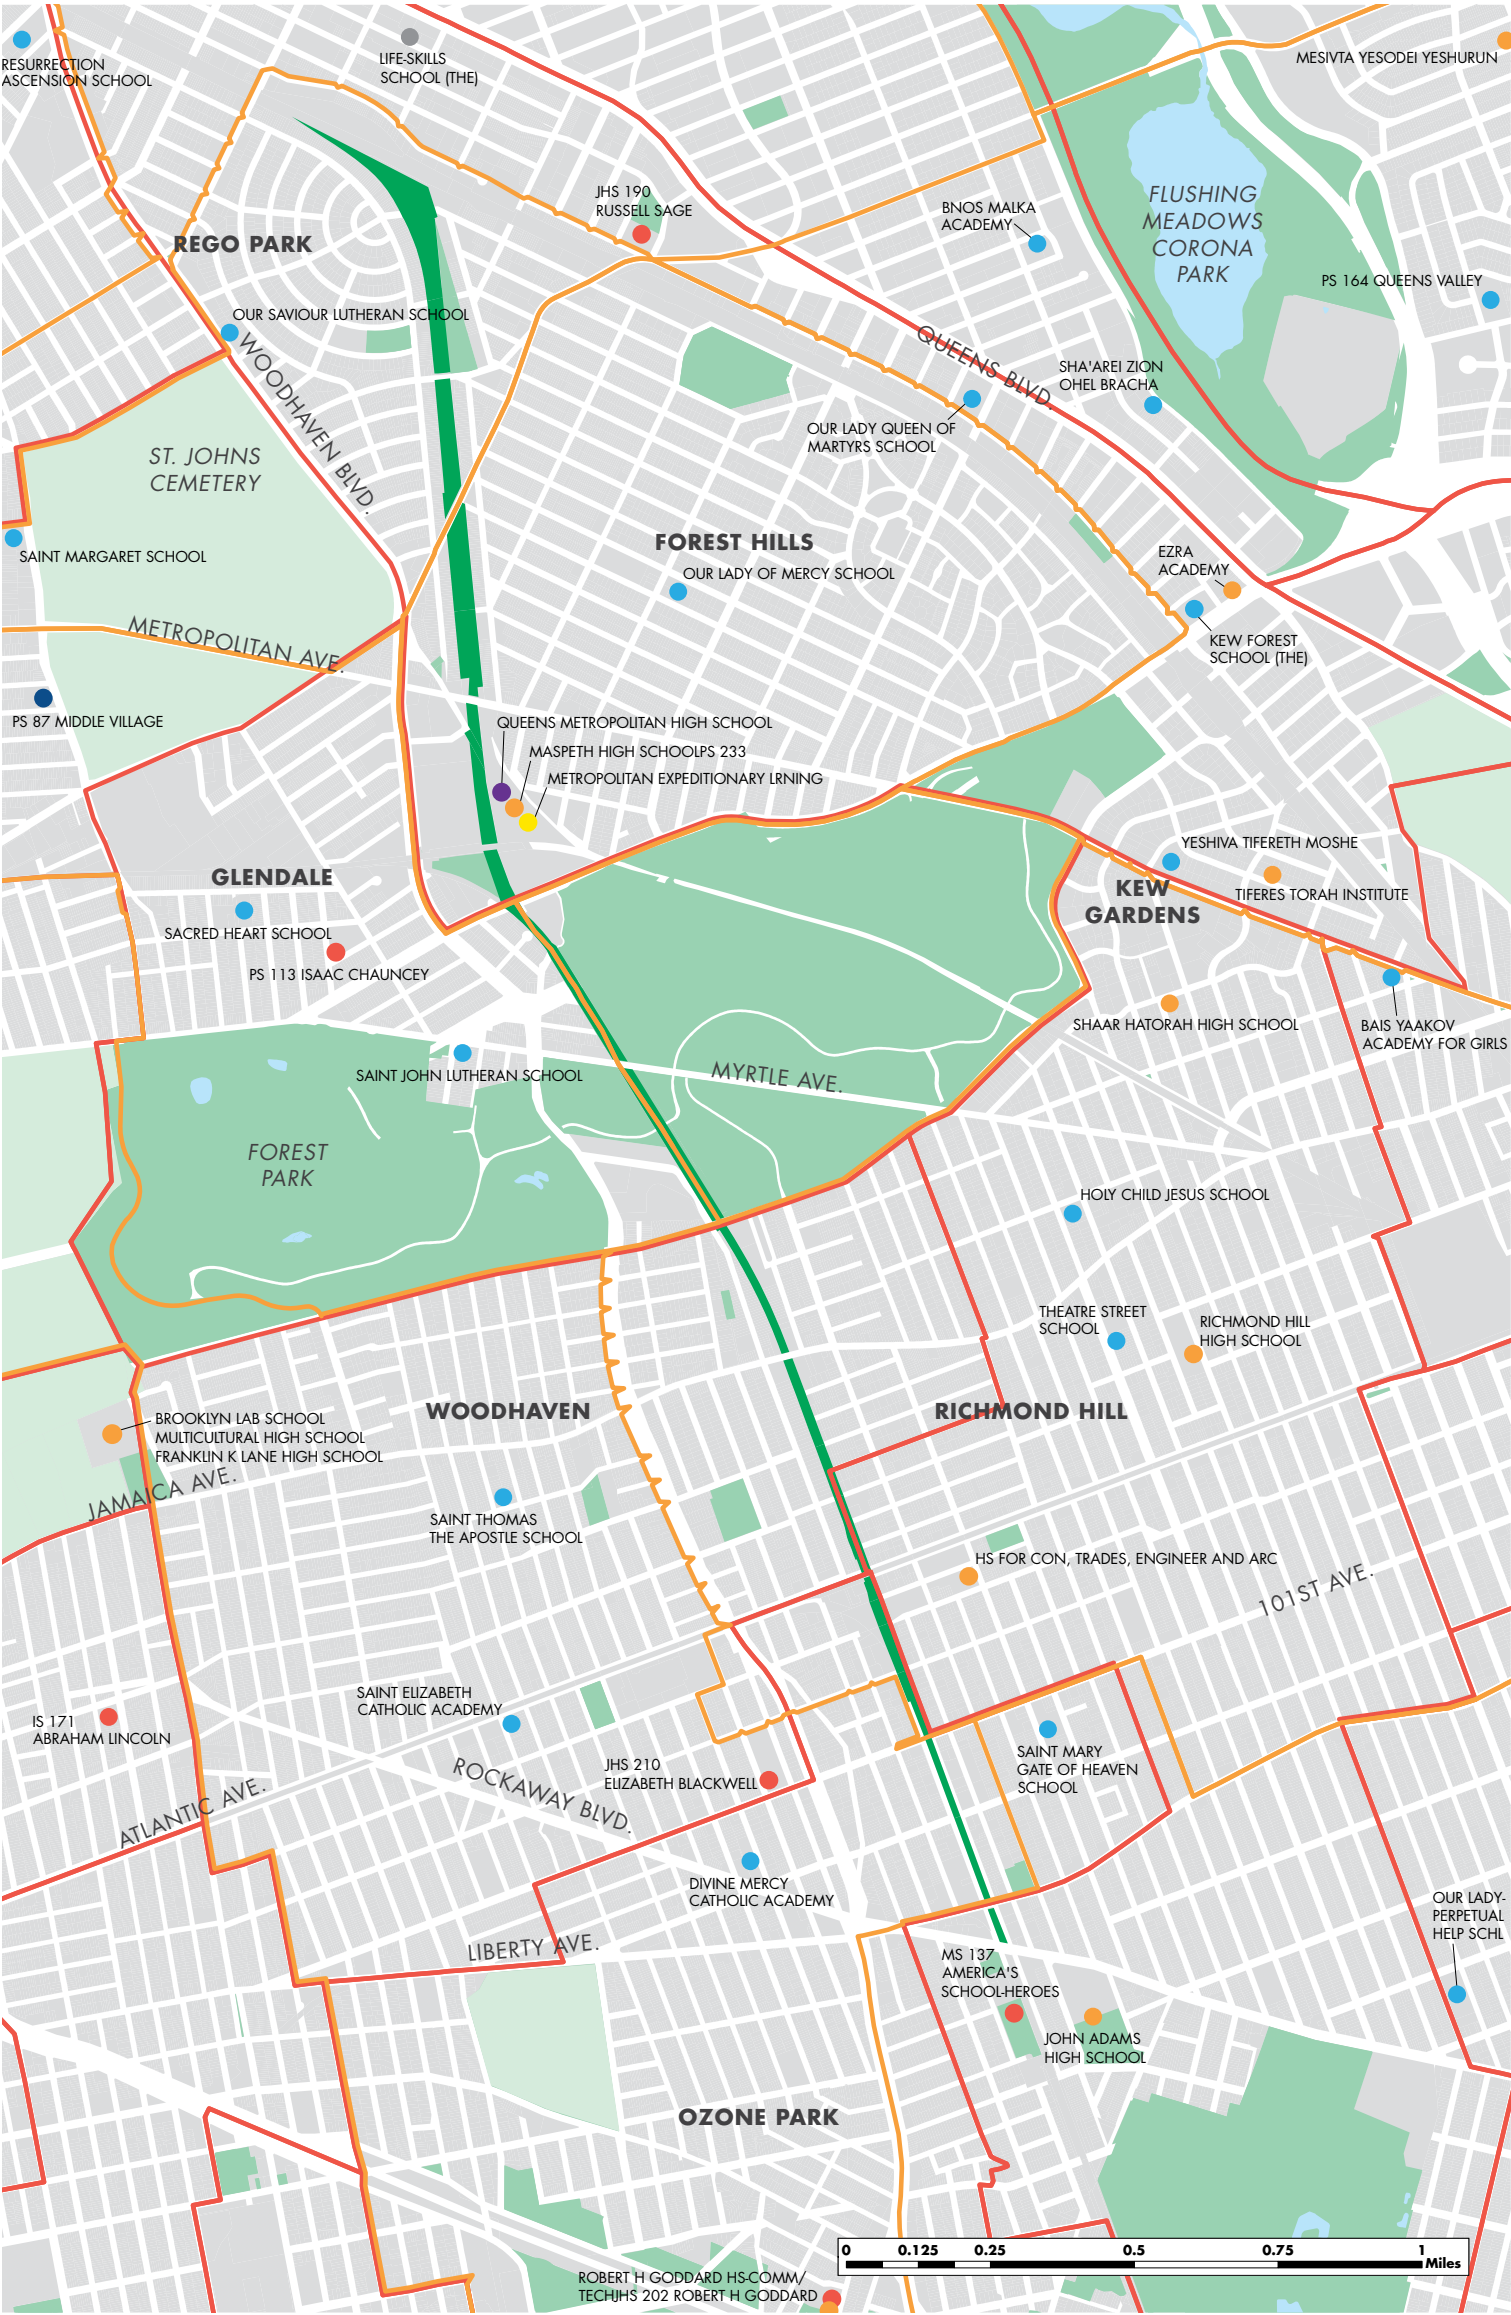 LIFE-SKILLS
SCHOOL (THE)
RESURRECTION
ASCENSION SCHOOL
MESIVTA YESODEI YESHURUN
JHS 190
RUSSELL SAGE
BNOS MALKA
ACADEMY
FLUSHING
MEADOWS
CORONA
PARK
REGO PARK
PS 164 QUEENS VALLEY
OUR SAVIOUR LUTHERAN SCHOOL
WOODHAVEN BLVD.
QUEENS BLVD.
SHA'AREI ZION
OHEL BRACHA
OUR LADY QUEEN OF
MARTYRS SCHOOL
ST. JOHNS
CEMETERY
SAINT MARGARET SCHOOL
FOREST HILLS
OUR LADY OF MERCY SCHOOL
EZRA
ACADEMY
METROPOLITAN AVE.
KEW FOREST
SCHOOL (THE)
PS 87 MIDDLE VILLAGE
QUEENS METROPOLITAN HIGH SCHOOL
MASPETH HIGH SCHOOLPS 233
METROPOLITAN EXPEDITIONARY LRNING
YESHIVA TIFERETH MOSHE
GLENDALE
KEW
GARDENS
TIFERES TORAH INSTITUTE
SACRED HEART SCHOOL
PS 113 ISAAC CHAUNCEY
SHAAR HATORAH HIGH SCHOOL
BAIS YAAKOV
ACADEMY FOR GIRLS
SAINT JOHN LUTHERAN SCHOOL
MYRTLE AVE.
FOREST
PARK
HOLY CHILD JESUS SCHOOL
THEATRE STREET
SCHOOL
RICHMOND HILL
HIGH SCHOOL
WOODHAVEN
RICHMOND HILL
BROOKLYN LAB SCHOOL
MULTICULTURAL HIGH SCHOOL
FRANKLIN K LANE HIGH SCHOOL
JAMAICA AVE.
SAINT THOMAS
THE APOSTLE SCHOOL
HS FOR CON, TRADES, ENGINEER AND ARC
101ST AVE.
SAINT ELIZABETH
CATHOLIC ACADEMY
IS 171
ABRAHAM LINCOLN
SAINT MARY
GATE OF HEAVEN
SCHOOL
JHS 210
ELIZABETH BLACKWELL
ROCKAWAY BLVD.
ATLANTIC AVE.
DIVINE MERCY
CATHOLIC ACADEMY
OUR LADY-
PERPETUAL
HELP SCHL
LIBERTY AVE.
MS 137
AMERICA'S
SCHOOL-HEROES
JOHN ADAMS
HIGH SCHOOL
OZONE PARK
0 0.125 0.25 0.5 0.75 1
Miles
ROBERT H GODDARD HS-COMM/
TECHJHS 202 ROBERT H GODDARD